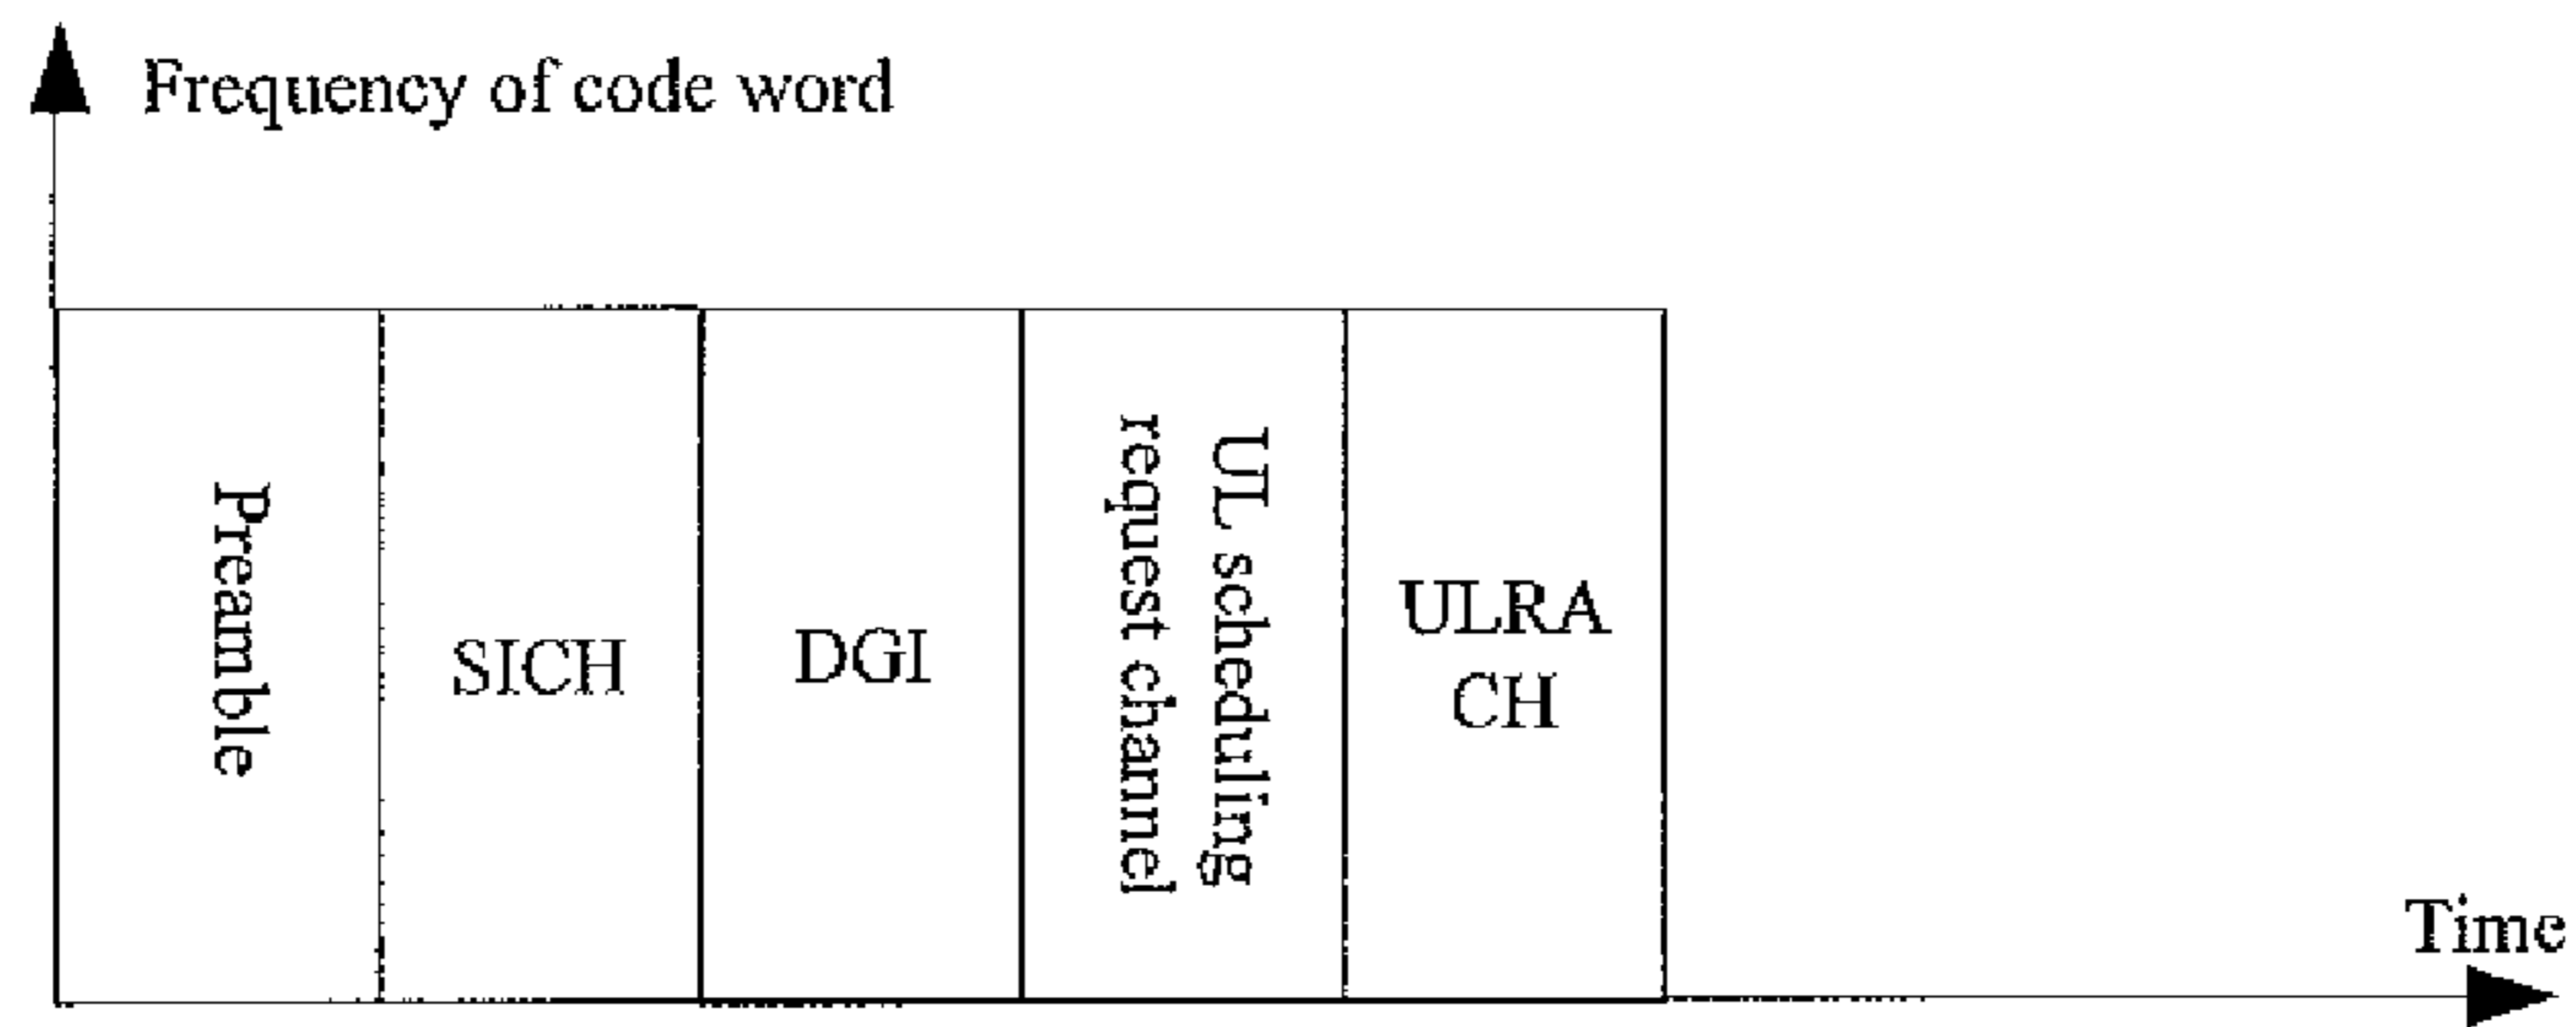 Frequency of code word
Preamble
SICH
DGI
UL scheduling
request channel
ULRA
CH
Time